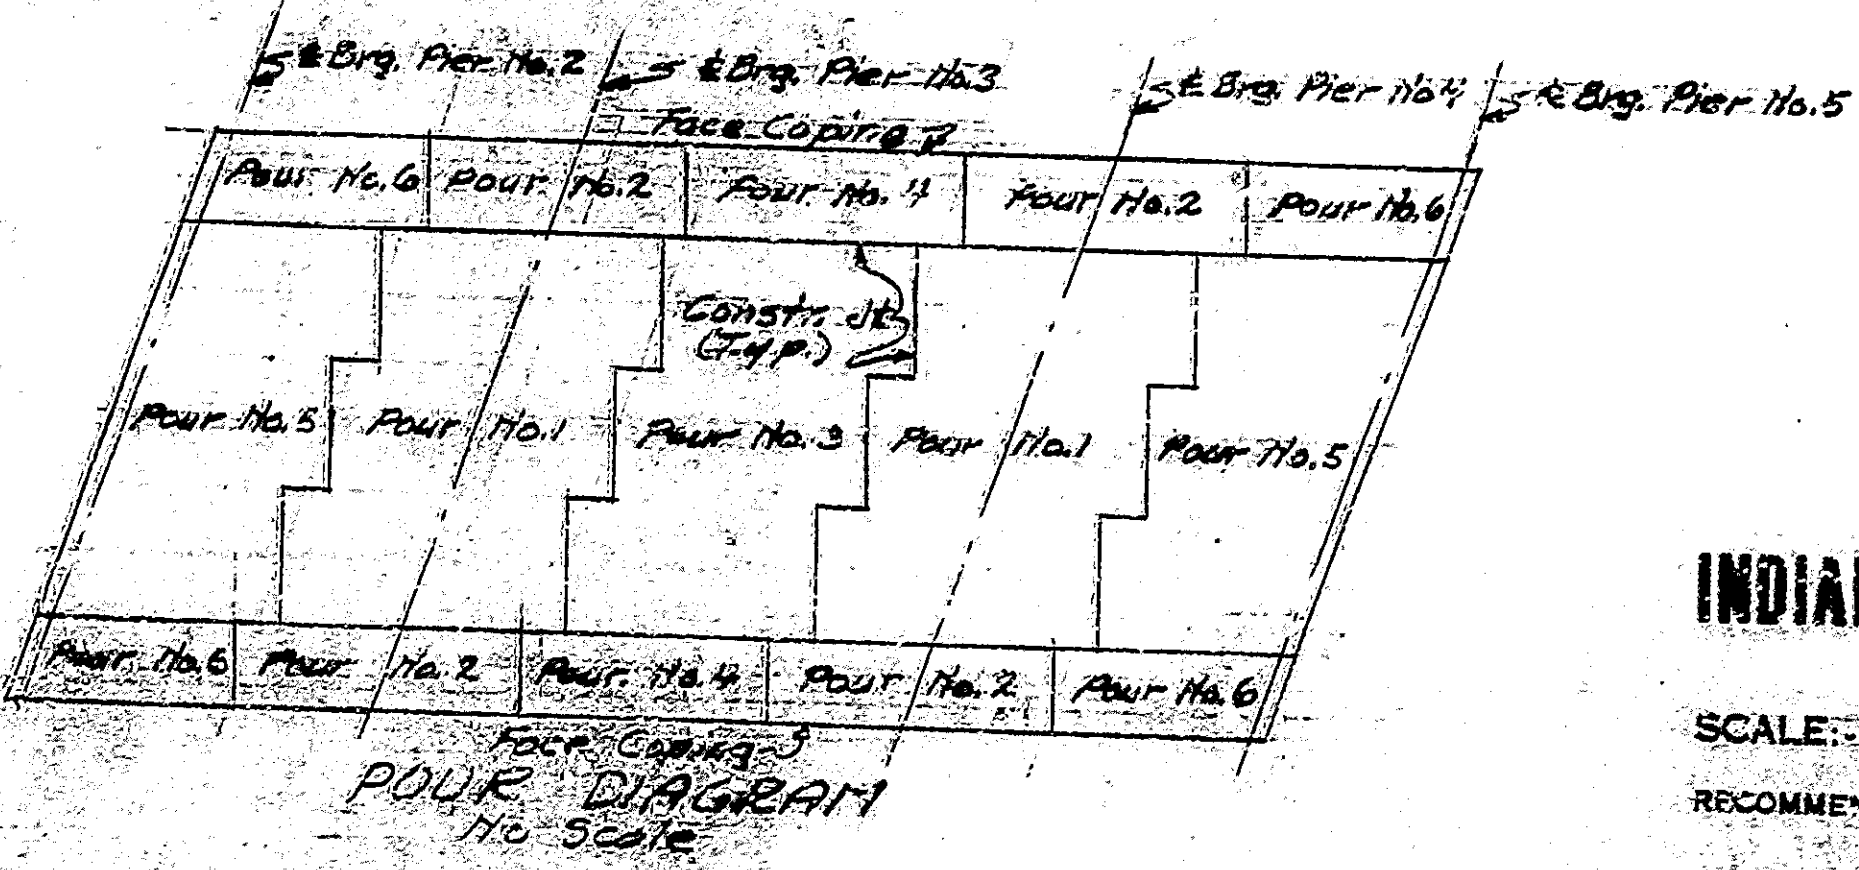 ℄ Brg. Pier No.2
℄ Brg. Pier No.3
℄ Brg. Pier No.4
℄ Brg. Pier No.5
Face Coping
Pour No.6
Pour No.2
Pour No.4
Pour No.2
Pour No.6
Constr. Jt.
(Typ.)
Pour No.5
Pour No.1
Pour No.3
Pour No.1
Pour No.5
Pour No.6
Pour No.2
Pour No.4
Pour No.2
Pour No.6
Face Coping
POUR DIAGRAM
No Scale
INDIA
SCALE:-
RECOMME